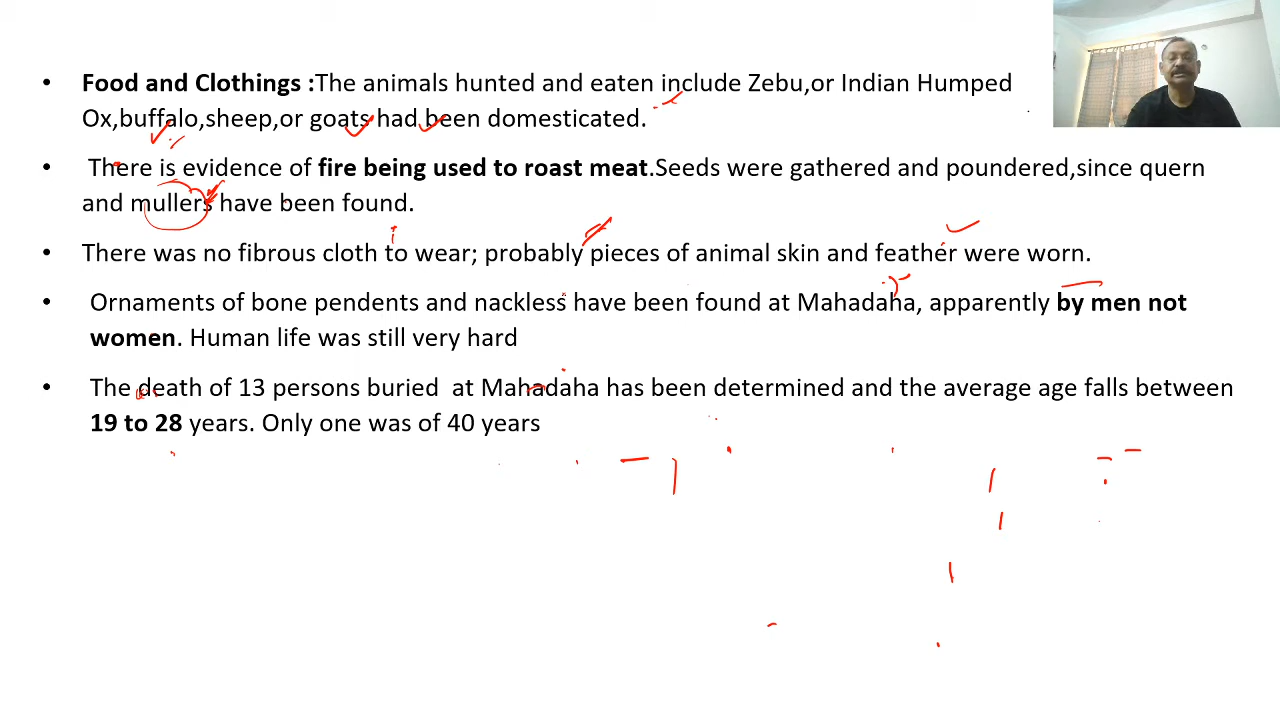 • Food and Clothings :The animals hunted and eaten include Zebu,or Indian Humped
Ox,buffalo,sheep,or goats had been domesticated.
• There is evidence of fire being used to roast meat.Seeds were gathered and poundered,since quern
and mullers have been found.
There was no fibrous cloth to wear; probably pieces of animal skin and feather were worn.
• Ornaments of bone pendents and nackless have been found at Mahadaha, apparently by men not
women. Human life was still very hard
• The death of 13 persons buried at Mahadaha has been determined and the average age falls between
19 to 28 years. Only one was of 40 years